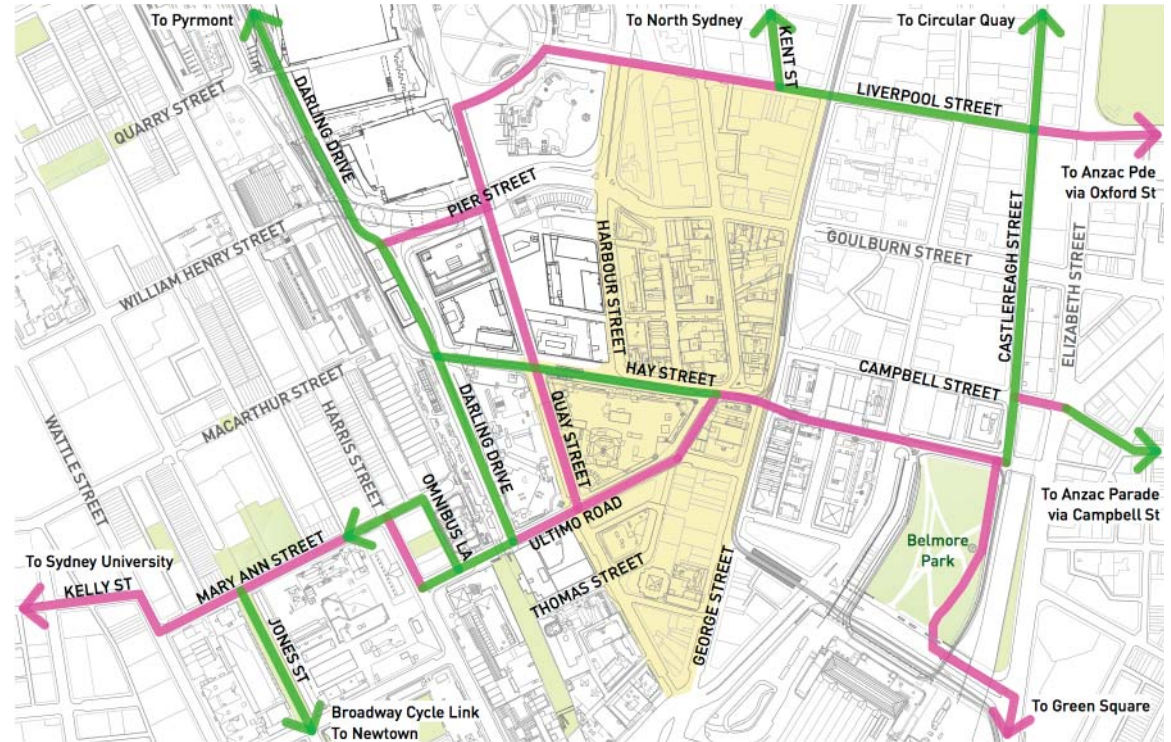 To Pyrmont
To North Sydney
To Circular Quay
KENT ST
DARLING DRIVE
LIVERPOOL STREET
QUARRY STREET
To Anzac Pde
via Oxford St
PIER STREET
WILLIAM HENRY STREET
HARBOUR STREET
GOULBURN STREET
CASTLEREAGH STREET
ELIZABETH STREET
HAY STREET
CAMPBELL STREET
MACARTHUR STREET
HARRIS STREET
WATTLE STREET
DARLING DRIVE
QUAY STREET
OMNIBUS LA
ULTIMO ROAD
To Anzac Parade
via Campbell St
Belmore
Park
To Sydney University
KELLY ST
MARY ANN STREET
THOMAS STREET
GEORGE STREET
JONES ST
Broadway Cycle Link
To Newtown
To Green Square